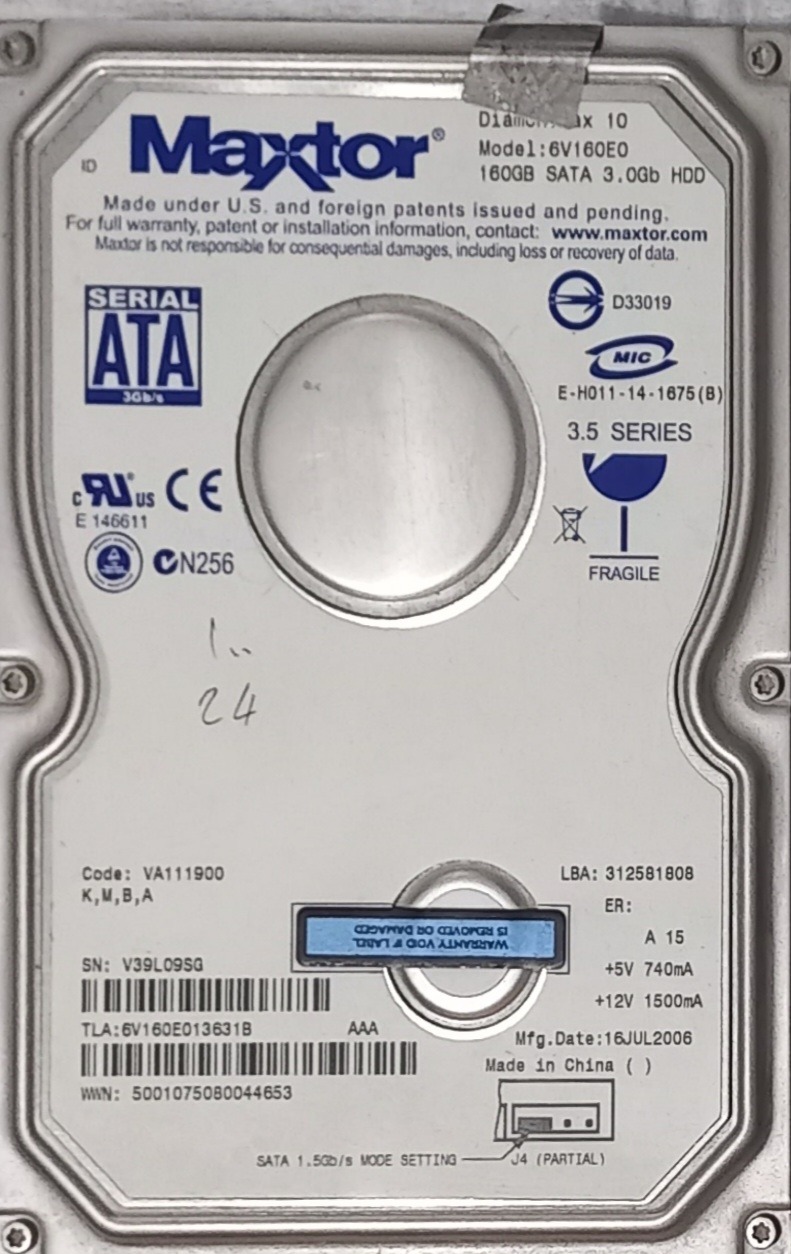 Maxtor®
ID
Diam ax 10
Model:6V160E0
160GB SATA 3.0Gb HDD
Made under U.S. and foreign patents issued and pending.
For full warranty, patent or installation information, contact: www.maxtor.com
Maxtor is not responsible for consequential damages, including loss or recovery of data.
SERIAL
ATA
3Gb/s
D33019
MIC
E-H011-14-1675(B)
3.5 SERIES
c RU us CE
E 146611
N256
FRAGILE
24
Code: VA111900
K,M,B,A
LBA: 312581808
ER:
A 15
+5V 740mA
+12V 1500mA
WARRANTY VOID IF LABEL
IS REMOVED OR DAMAGED
SN: V39L09SG
TLA:6V160E013631B AAA
WWN: 5001075080044653
Mfg.Date:16JUL2006
Made in China ( )
SATA 1.5Gb/s MODE SETTING
J4 (PARTIAL)